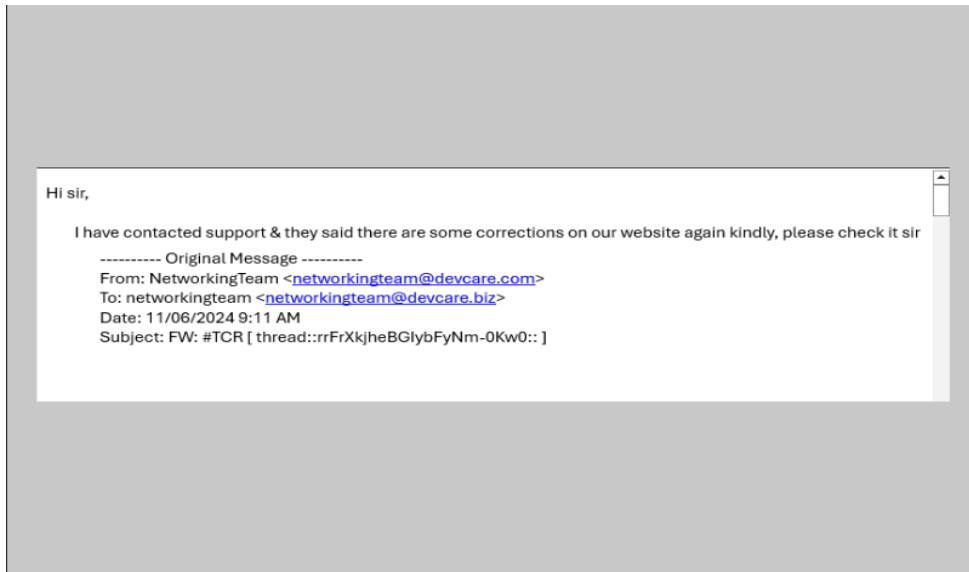 Hi sir,
I have contacted support & they said there are some corrections on our website again kindly, please check it sir
---------- Original Message ----------
From: NetworkingTeam <networkingteam@devcare.com>
To: networkingteam <networkingteam@devcare.biz>
Date: 11/06/2024 9:11 AM
Subject: FW: #TCR [ thread::rrFrXkjheBGIybFyNm-0Kw0:: ]